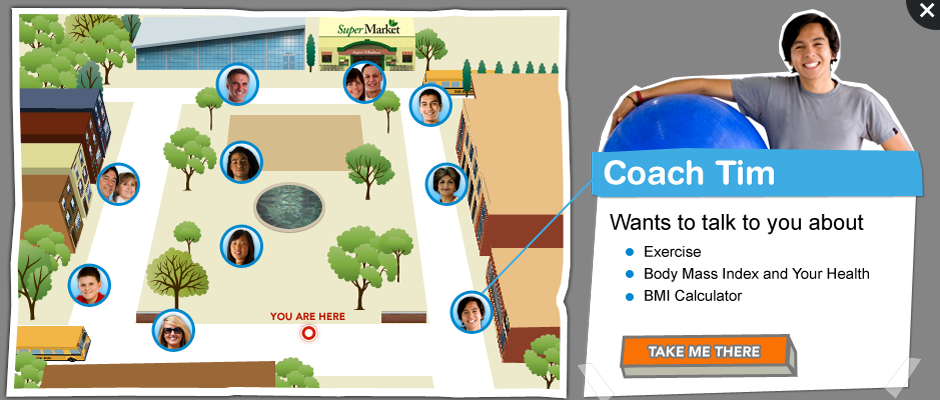 Super Market
YOU ARE HERE
Coach Tim
Wants to talk to you about
Exercise
Body Mass Index and Your Health
BMI Calculator
TAKE ME THERE